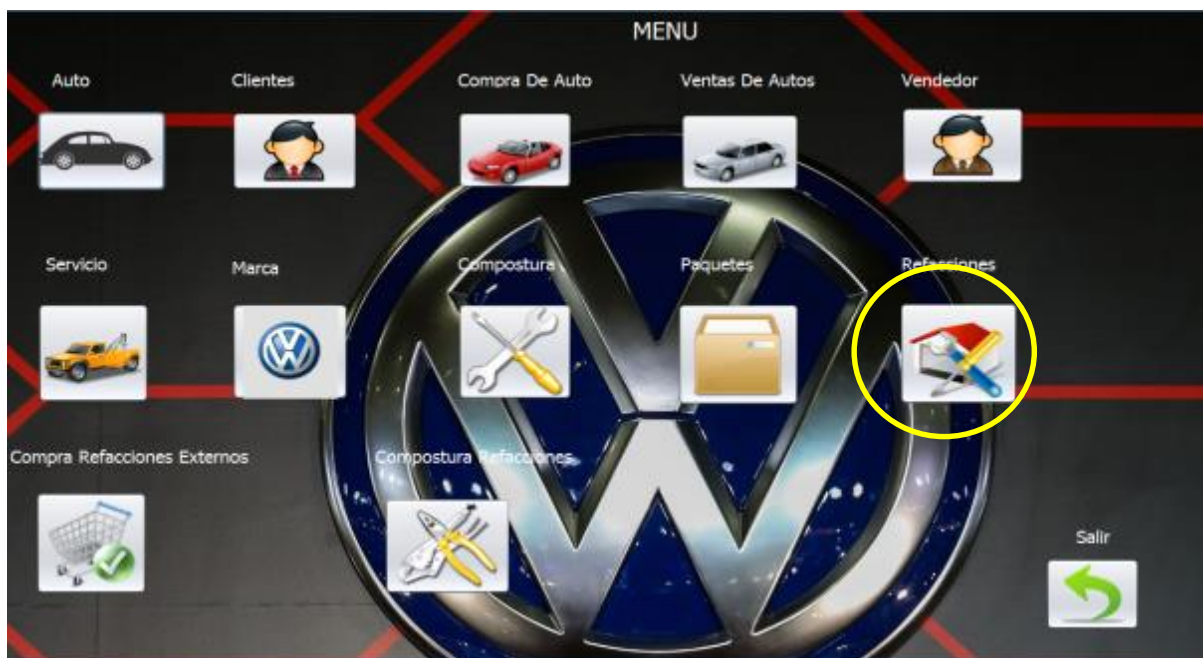 MENU
Auto Clientes Compra De Auto Ventas De Autos Vendedor
Servicio Marca Compostura Paquetes Refacciones
Compra Refacciones Externos Compostura Refacciones
Salir